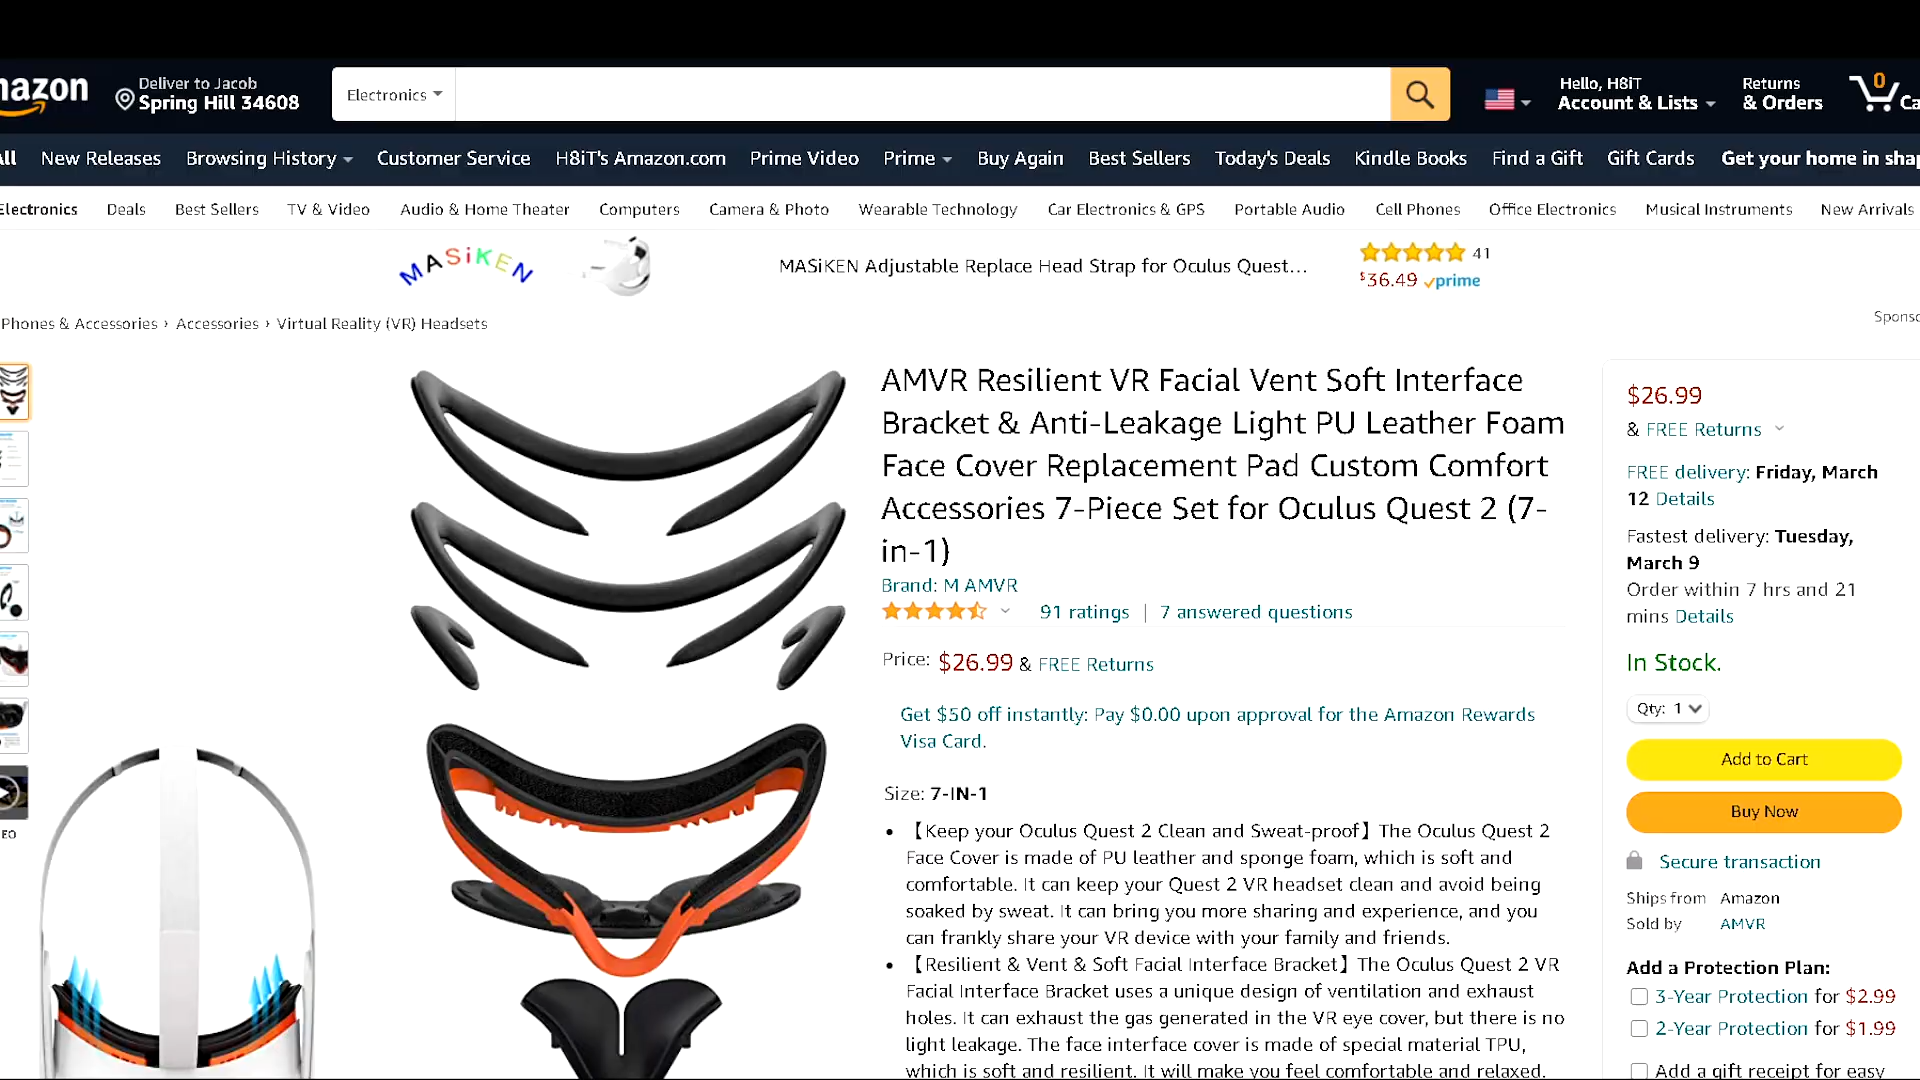 mazon
Deliver to Jacob
Spring Hill 34608
Electronics
Hello, H8iT
Account & Lists
Returns
& Orders
0
Ca
All New Releases Browsing History Customer Service H8iT's Amazon.com Prime Video Prime Buy Again Best Sellers Today's Deals Kindle Books Find a Gift Gift Cards Get your home in shap
Electronics Deals Best Sellers TV & Video Audio & Home Theater Computers Camera & Photo Wearable Technology Car Electronics & GPS Portable Audio Cell Phones Office Electronics Musical Instruments New Arrivals
MASiKEN
MASiKEN Adjustable Replace Head Strap for Oculus Quest...
41
$36.49 prime
Phones & Accessories › Accessories › Virtual Reality (VR) Headsets
Sponso
EO
AMVR Resilient VR Facial Vent Soft Interface
Bracket & Anti-Leakage Light PU Leather Foam
Face Cover Replacement Pad Custom Comfort
Accessories 7-Piece Set for Oculus Quest 2 (7-
in-1)
Brand: M AMVR
91 ratings | 7 answered questions
Price: $26.99 & FREE Returns
Get $50 off instantly: Pay $0.00 upon approval for the Amazon Rewards
Visa Card.
Size: 7-IN-1
• 【Keep your Oculus Quest 2 Clean and Sweat-proof】The Oculus Quest 2
Face Cover is made of PU leather and sponge foam, which is soft and
comfortable. It can keep your Quest 2 VR headset clean and avoid being
soaked by sweat. It can bring you more sharing and experience, and you
can frankly share your VR device with your family and friends.
• 【Resilient & Vent & Soft Facial Interface Bracket】The Oculus Quest 2 VR
Facial Interface Bracket uses a unique design of ventilation and exhaust
holes. It can exhaust the gas generated in the VR eye cover, but there is no
light leakage. The face interface cover is made of special material TPU,
which is soft and resilient. It will make you feel comfortable and relaxed.
$26.99
& FREE Returns
FREE delivery: Friday, March
12 Details
Fastest delivery: Tuesday,
March 9
Order within 7 hrs and 21
mins Details
In Stock.
Qty: 1
Add to Cart
Buy Now
Secure transaction
Ships from Amazon
Sold by AMVR
Add a Protection Plan:
3-Year Protection for $2.99
2-Year Protection for $1.99
Add a gift receipt for easy